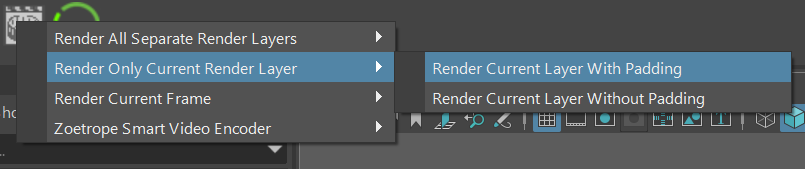 Render All Separate Render Layers
Render Only Current Render Layer
Render Current Layer With Padding
Render Current Frame
Render Current Layer Without Padding
Zoetrope Smart Video Encoder
ho
...